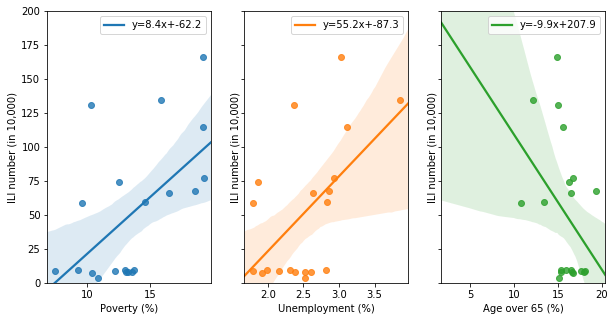 y=8.4x+-62.2
y=55.2x+-87.3
y=-9.9x+207.9
200
175
150
125
100
75
50
25
0
ILI number (in 10,000)
ILI number (in 10,000)
ILI number (in 10,000)
10 15
2.0 2.5 3.0 3.5
5 10 15 20
Poverty (%)
Unemployment (%)
Age over 65 (%)